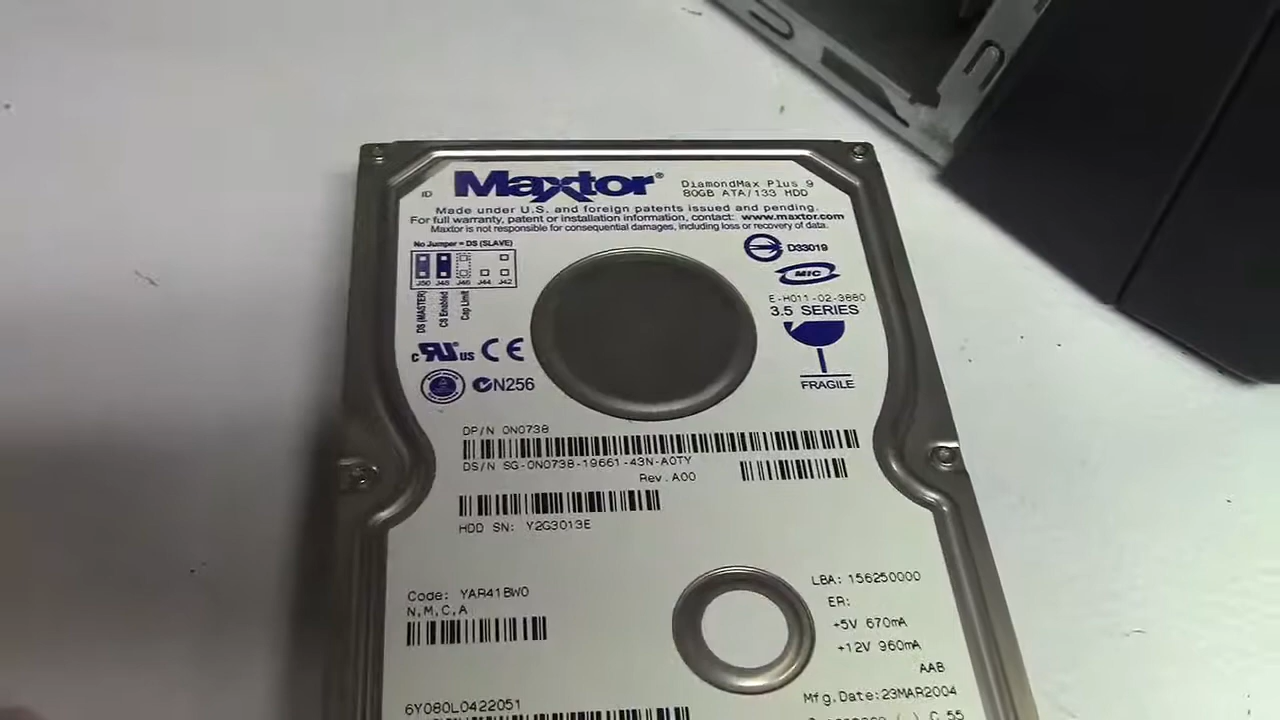 ID
Maxtor®
DiamondMax Plus 9
80GB ATA/133 HDD
Made under U.S. and foreign patents issued and pending.
For full warranty, patent or installation information, contact: www.maxtor.com
Maxtor is not responsible for consequential damages, including loss or recovery of data.
No Jumper = DS (SLAVE)
J50 J48 J46 J44 J42
DS (MASTER)
CS Enabled
Cap Limit
D33019
MIC
E-H011-02-3880
3.5 SERIES
FRAGILE
c RU us CE
N256
DP/N 0N0738
DS/N SG-0N0738-19661-43N-A0TY
Rev.A00
HDD SN: Y2G3013E
Code: YAR41BW0
N,M,C,A
LBA: 156250000
ER:
+5V 670mA
+12V 960mA
AAB
Mfg.Date:23MAR2004
6Y080L0422051